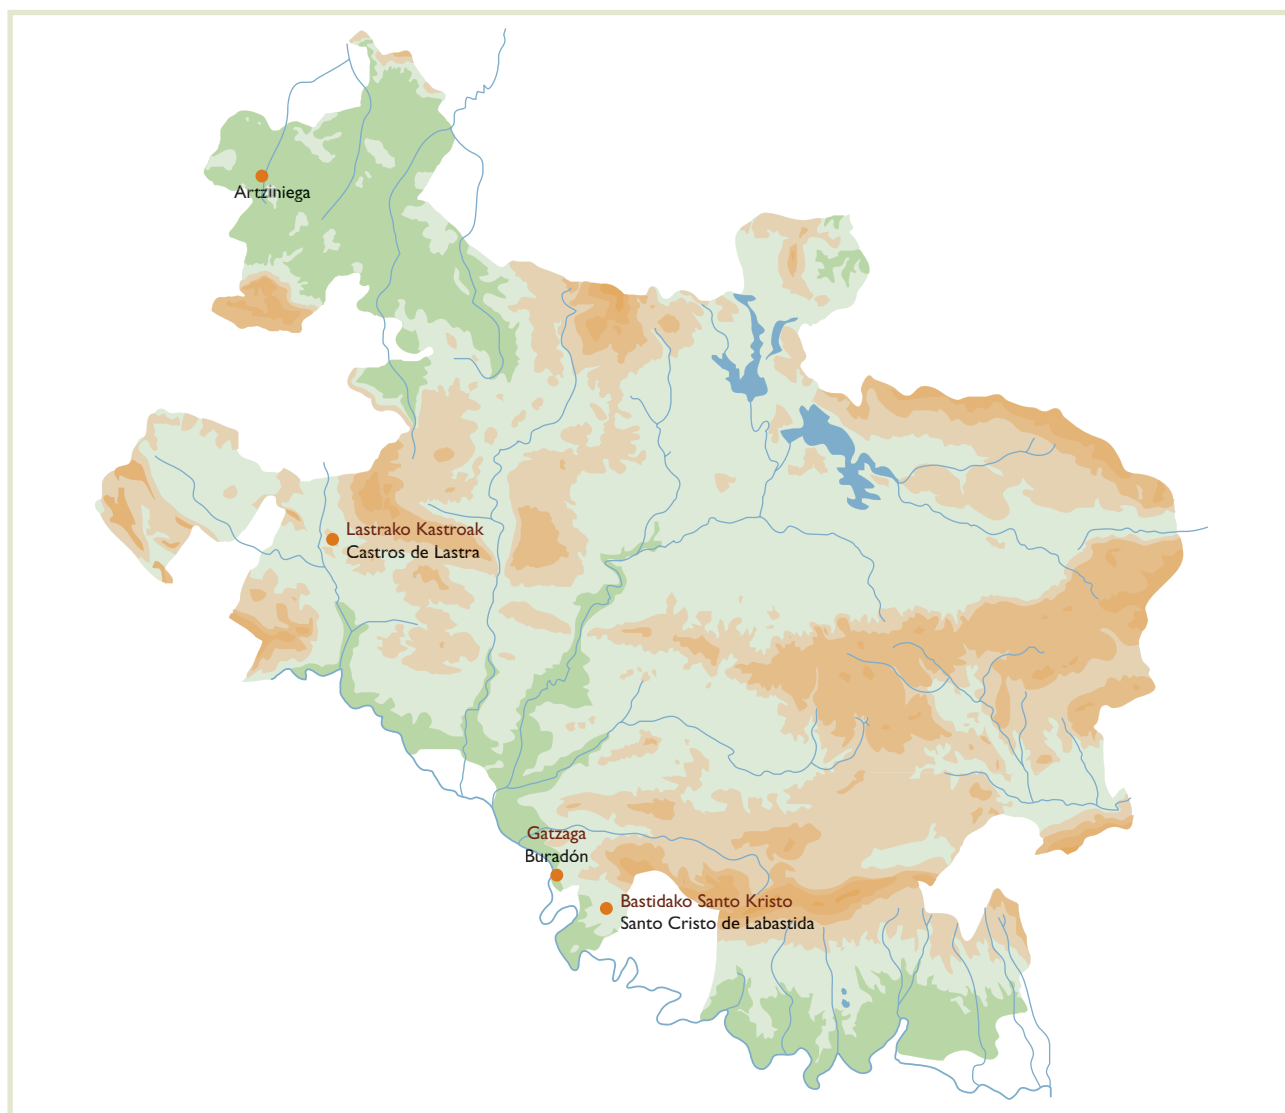 Artziniega
Lastrako Kastroak
Castros de Lastra
Gatzaga
Buradón
Bastidako Santo Kristo
Santo Cristo de Labastida